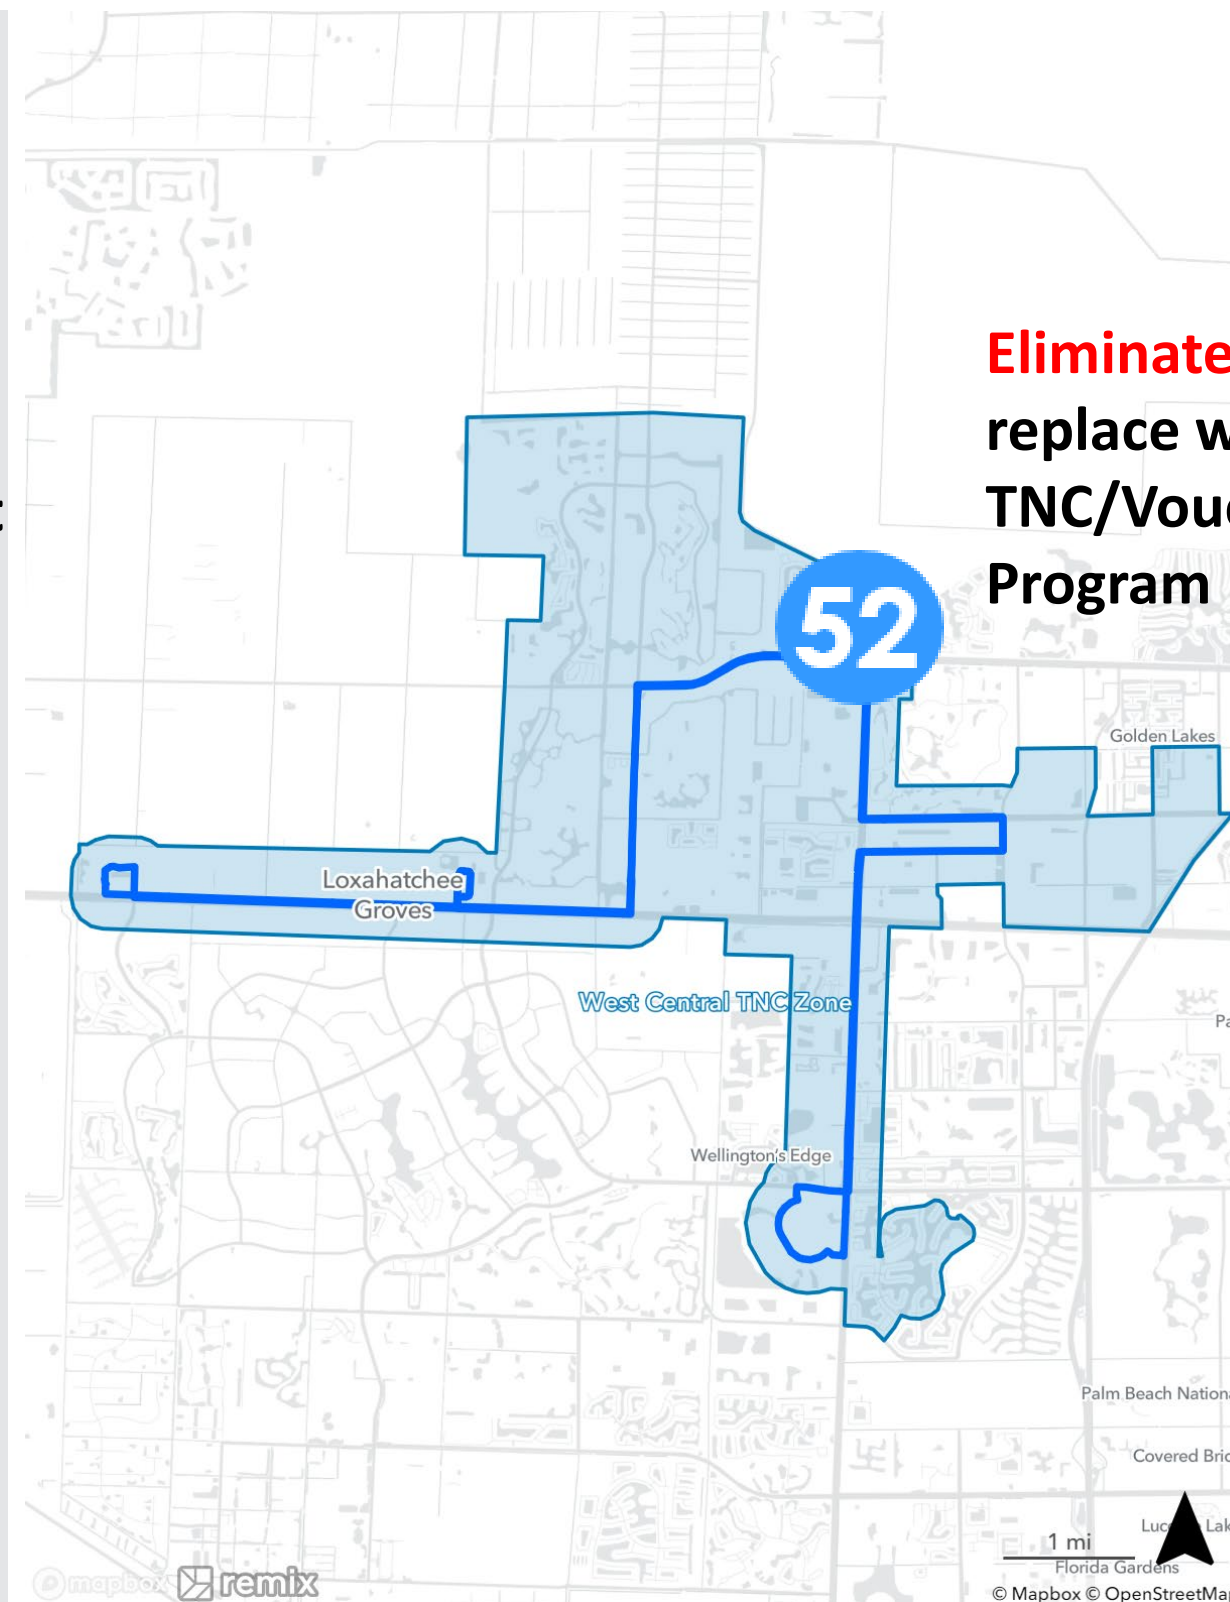 Eliminate
replace w
TNC/Vouc
Program
52
Golden Lakes
Loxahatchee
Groves
West Central TNC Zone
Wellington's Edge
Palm Beach Nationa
Covered Brid
1 mi
Florida Gardens
mapbox remix
© Mapbox © OpenStreetMap